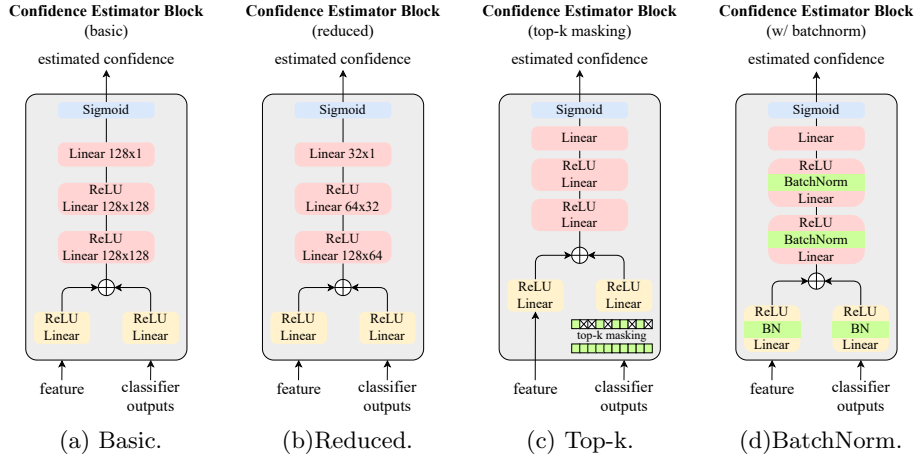 Confidence Estimator Block
(basic)
estimated confidence
Sigmoid
Linear 128x1
ReLU
Linear 128x128
ReLU
Linear 128x128
ReLU
Linear
ReLU
Linear
feature
classifier
outputs
(a) Basic.
Confidence Estimator Block
(reduced)
estimated confidence
Sigmoid
Linear 32x1
ReLU
Linear 64x32
ReLU
Linear 128x64
ReLU
Linear
ReLU
Linear
feature
classifier
outputs
(b)Reduced.
Confidence Estimator Block
(top-k masking)
estimated confidence
Sigmoid
Linear
ReLU
Linear
ReLU
Linear
ReLU
Linear
ReLU
Linear
top-k masking
feature
classifier
outputs
(c) Top-k.
Confidence Estimator Block
(w/ batchnorm)
estimated confidence
Sigmoid
Linear
ReLU
BatchNorm
Linear
ReLU
BatchNorm
Linear
ReLU
BN
Linear
ReLU
BN
Linear
feature
classifier
outputs
(d)BatchNorm.